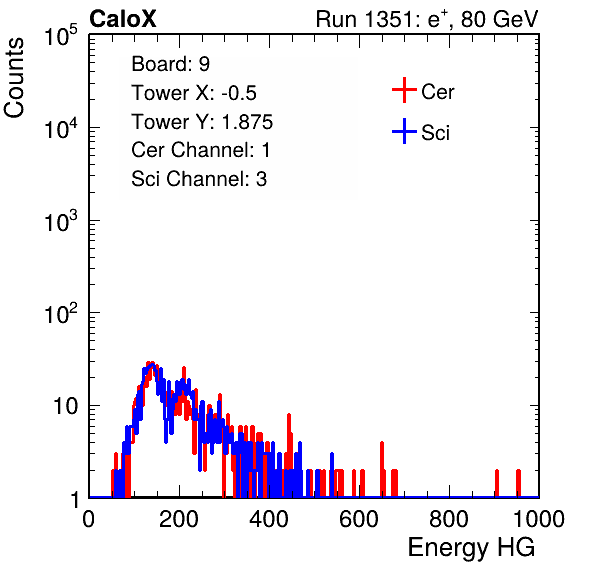 CaloX Run 1351: e⁺, 80 GeV
Counts
10⁵
10⁴
10³
10²
10
1
Board: 9
Tower X: -0.5
Tower Y: 1.875
Cer Channel: 1
Sci Channel: 3
Cer
Sci
0 200 400 600 800 1000
Energy HG